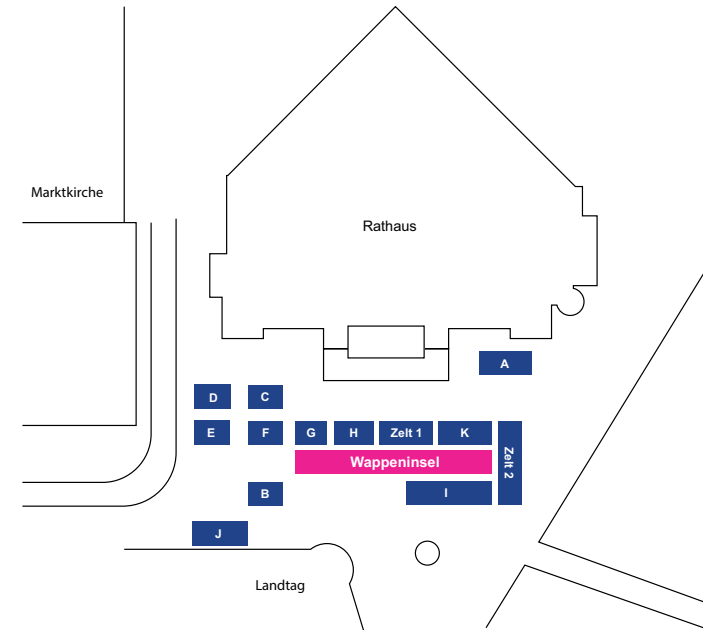 Marktkirche
Rathaus
A
D
C
E
F
G
H
Zelt 1
K
Zelt 2
Wappeninsel
B
I
J
Landtag